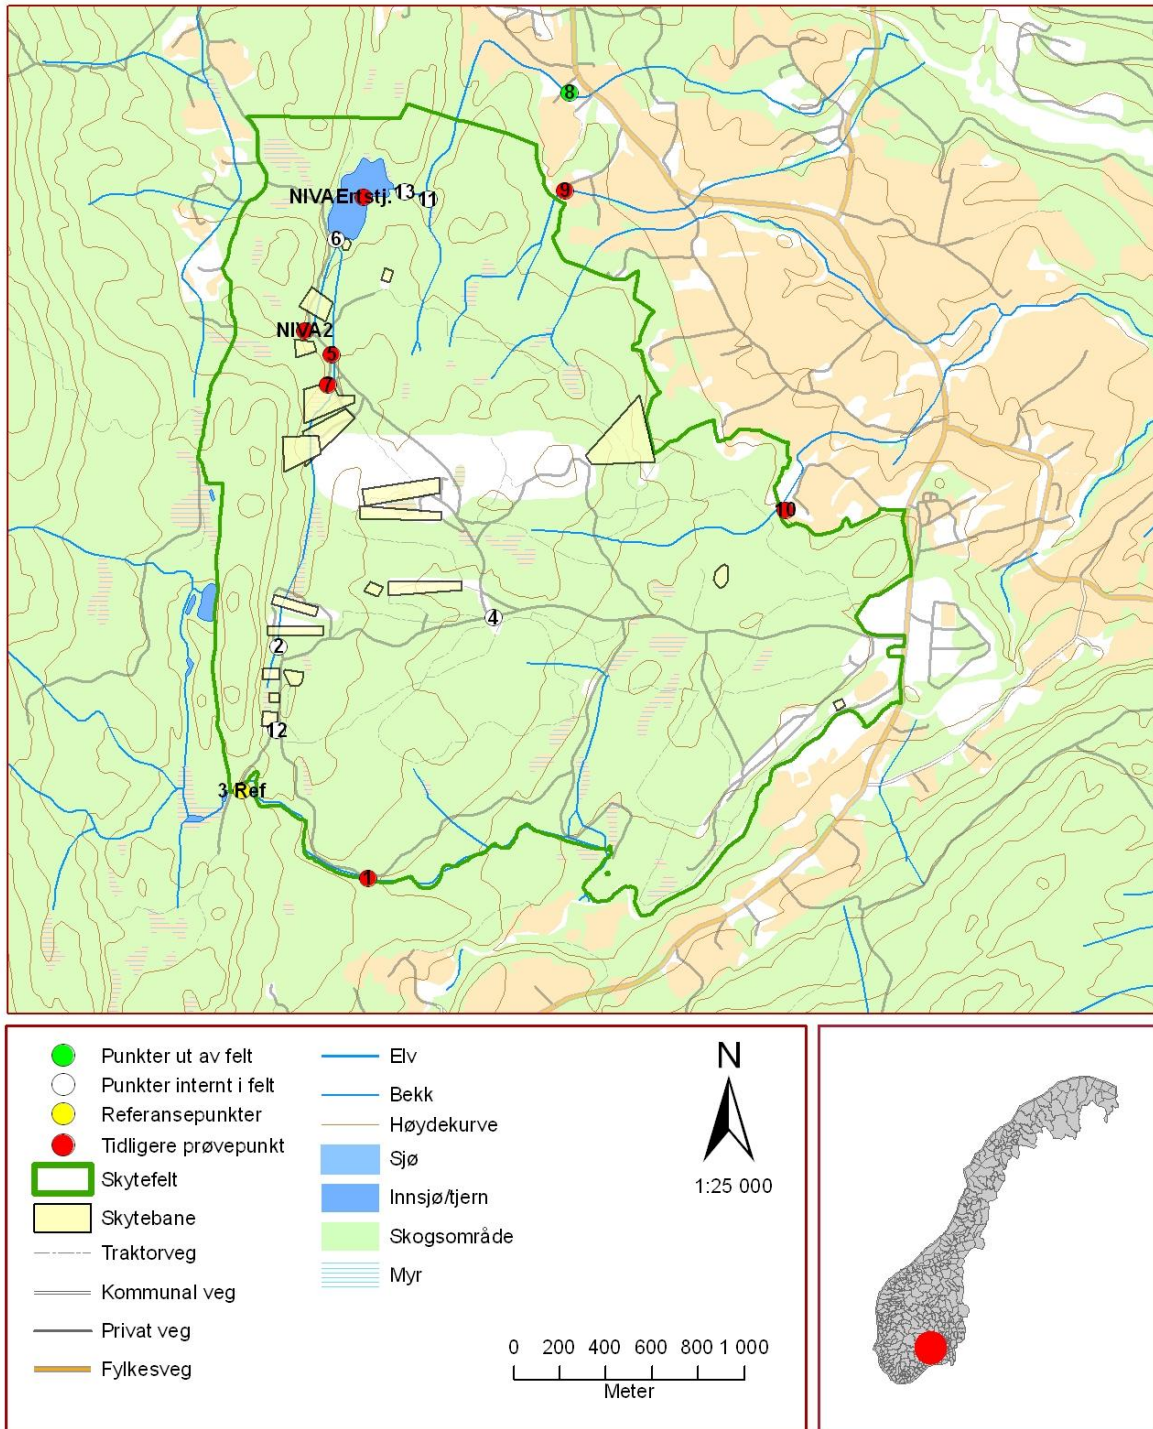 8
9
NIVAErtstj.
13
11
6
NIVA2
5
7
10
4
2
12
3 Ref
1
Punkter ut av felt
Punkter internt i felt
Referansepunkter
Tidligere prøvepunkt
Skytefelt
Skytebane
Traktorveg
Kommunal veg
Privat veg
Fylkesveg
Elv
Bekk
Høydekurve
Sjø
Innsjø/tjern
Skogsområde
Myr
N
1:25 000
0 200 400 600 800 1 000
Meter